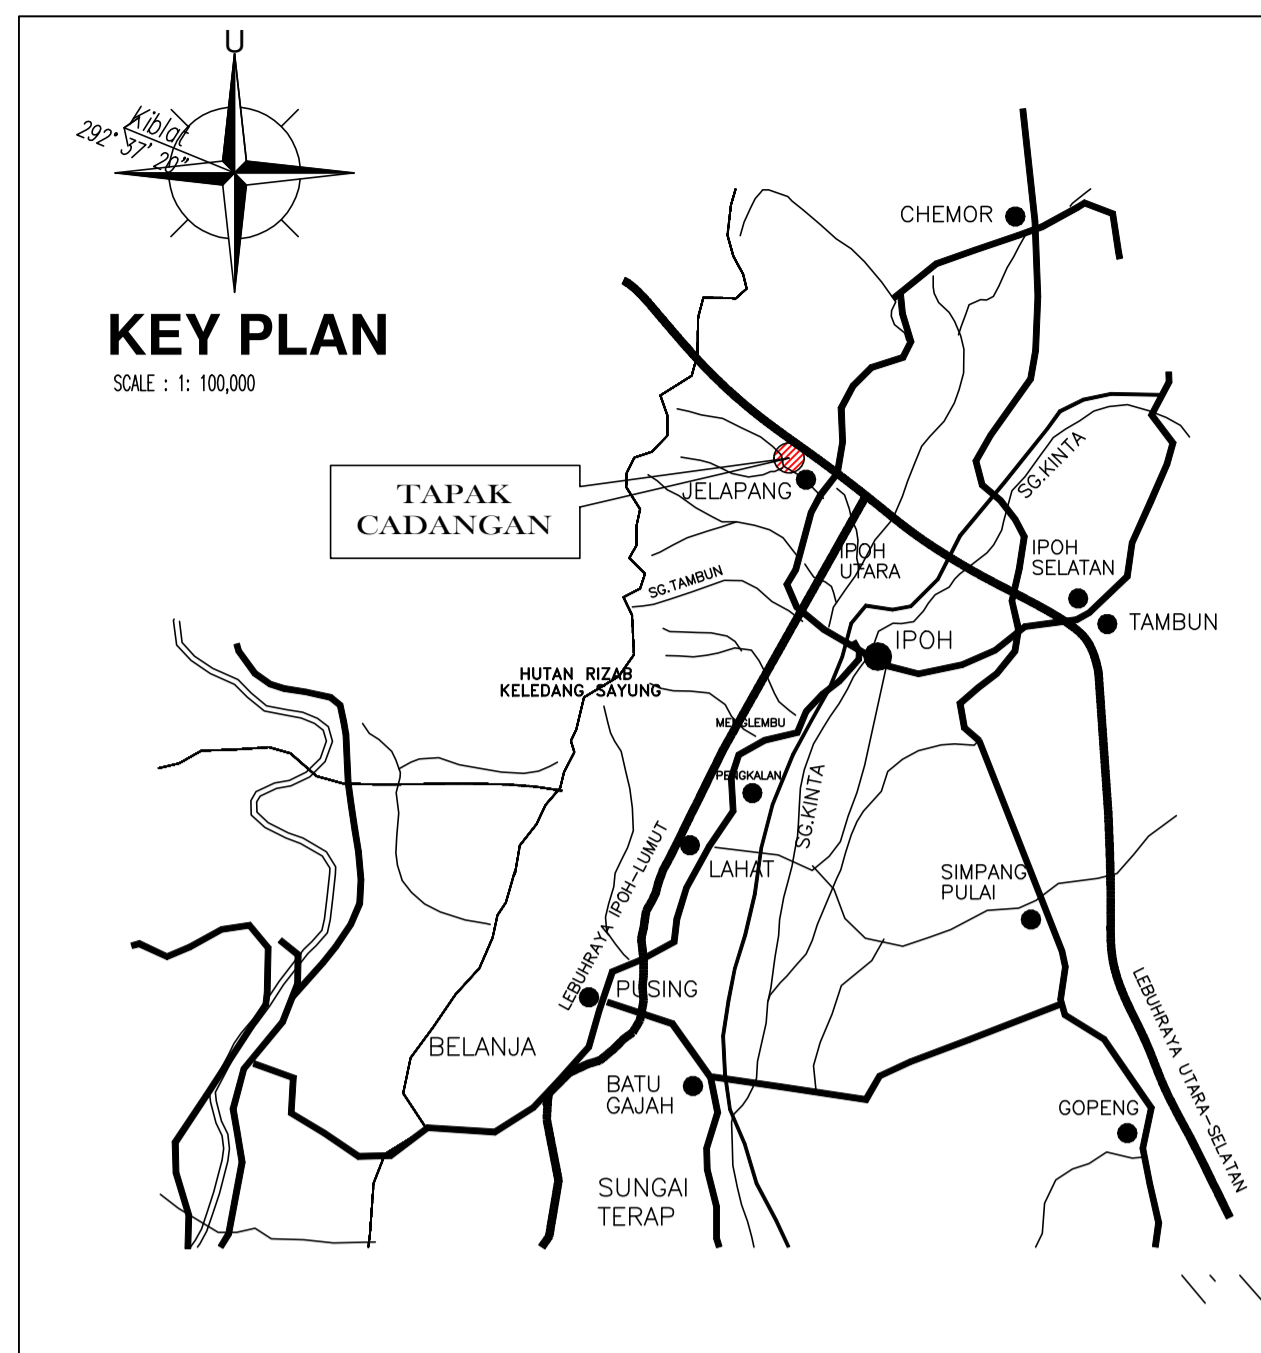 U
Kiblat
292° 37' 20"
KEY PLAN
SCALE : 1: 100,000
CHEMOR
TAPAK
CADANGAN
JELAPANG
SG.KINTA
IPOH
UTARA
IPOH
SELATAN
SG.TAMBUN
TAMBUN
IPOH
HUTAN RIZAB
KELEDANG SAYUNG
MENGLEMBU
PENGKALAN
SG.KINTA
LEBUHRAYA IPOH-LUMUT
LAHAT
SIMPANG
PULAI
PUSING
LEBUHRAYA UTARA-SELATAN
BELANJA
BATU
GAJAH
GOPENG
SUNGAI
TERAP